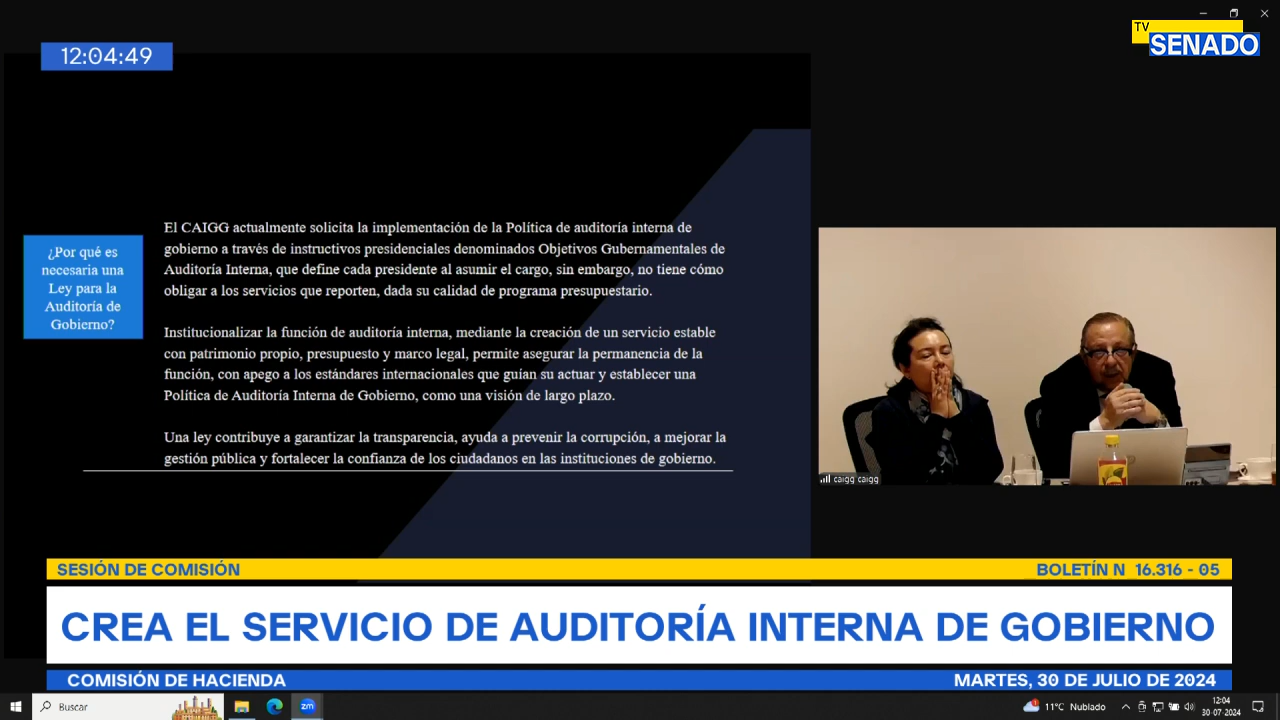 12:04:49
TV
SENADO
¿Por qué es
necesaria una
Ley para la
Auditoría de
Gobierno?
El CAIGG actualmente solicita la implementación de la Política de auditoría interna de
gobierno a través de instructivos presidenciales denominados Objetivos Gubernamentales de
Auditoría Interna, que define cada presidente al asumir el cargo, sin embargo, no tiene cómo
obligar a los servicios que reporten, dada su calidad de programa presupuestario.
Institucionalizar la función de auditoría interna, mediante la creación de un servicio estable
con patrimonio propio, presupuesto y marco legal, permite asegurar la permanencia de la
función, con apego a los estándares internacionales que guían su actuar y establecer una
Política de Auditoría Interna de Gobierno, como una visión de largo plazo.
Una ley contribuye a garantizar la transparencia, ayuda a prevenir la corrupción, a mejorar la
gestión pública y fortalecer la confianza de los ciudadanos en las instituciones de gobierno.
caigg caigg
SESIÓN DE COMISIÓN
BOLETÍN N 16.316 - 05
CREA EL SERVICIO DE AUDITORÍA INTERNA DE GOBIERNO
COMISIÓN DE HACIENDA
MARTES, 30 DE JULIO DE 2024
Buscar
zm
11°C Nublado
12:04
30-07-2024